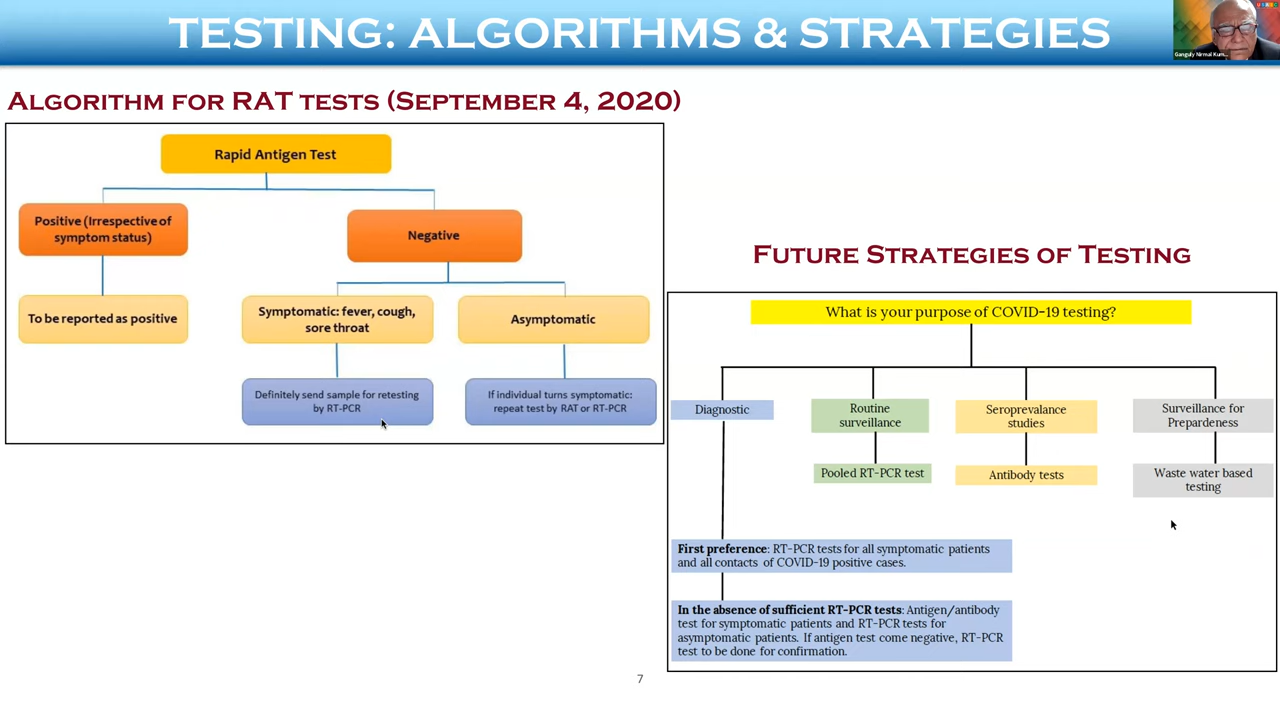 TESTING: ALGORITHMS & STRATEGIES
Ganguly Nirmal Kum...
ALGORITHM FOR RAT TESTS (SEPTEMBER 4, 2020)
Rapid Antigen Test
Positive (Irrespective of
symptom status)
Negative
To be reported as positive
Symptomatic: fever, cough,
sore throat
Asymptomatic
Definitely send sample for retesting
by RT-PCR
If individual turns symptomatic:
repeat test by RAT or RT-PCR
FUTURE STRATEGIES OF TESTING
What is your purpose of COVID-19 testing?
Diagnostic
Routine
surveillance
Seroprevalance
studies
Surveillance for
Prepardeness
Pooled RT-PCR test
Antibody tests
Waste water based
testing
First preference: RT-PCR tests for all symptomatic patients
and all contacts of COVID-19 positive cases.
In the absence of sufficient RT-PCR tests: Antigen/antibody
test for symptomatic patients and RT-PCR tests for
asymptomatic patients. If antigen test come negative, RT-PCR
test to be done for confirmation.
7